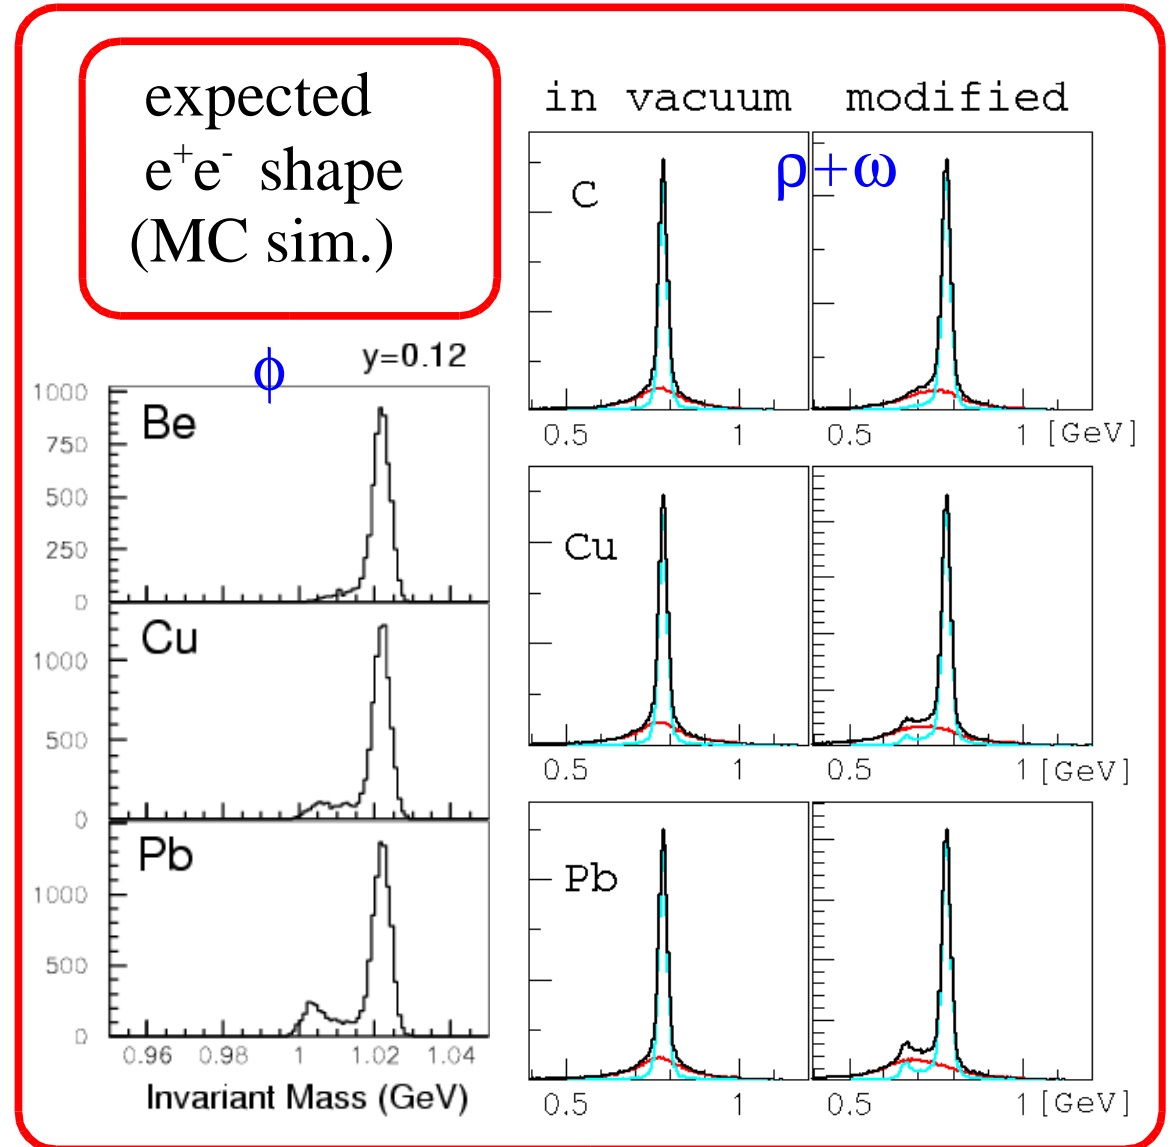 expected
e⁺e⁻ shape
(MC sim.)
in vacuum modified
ρ+ω
C
0.5 1 0.5 1 [GeV]
Cu
0.5 1 0.5 1 [GeV]
Pb
0.5 1 0.5 1 [GeV]
ϕ y=0.12
Be
1000
750
500
250
0
Cu
1000
500
0
Pb
1000
500
0
0.96 0.98 1 1.02 1.04
Invariant Mass (GeV)